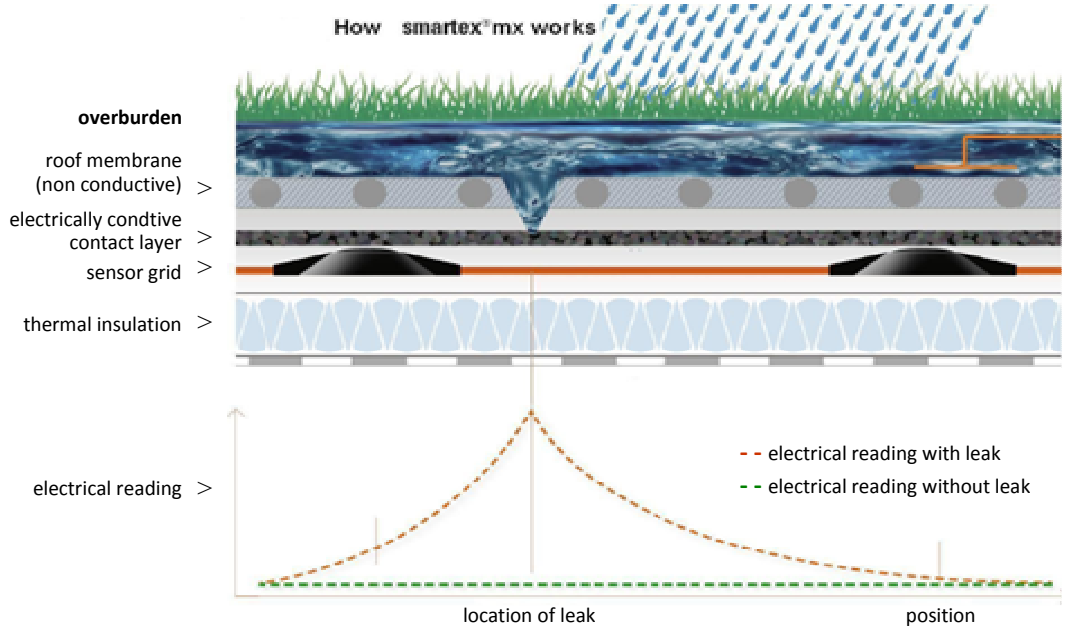 How smartex®mx works
overburden
roof membrane
(non conductive) >
electrically condtive
contact layer >
sensor grid >
thermal insulation >
electrical reading >
electrical reading with leak
electrical reading without leak
location of leak
position